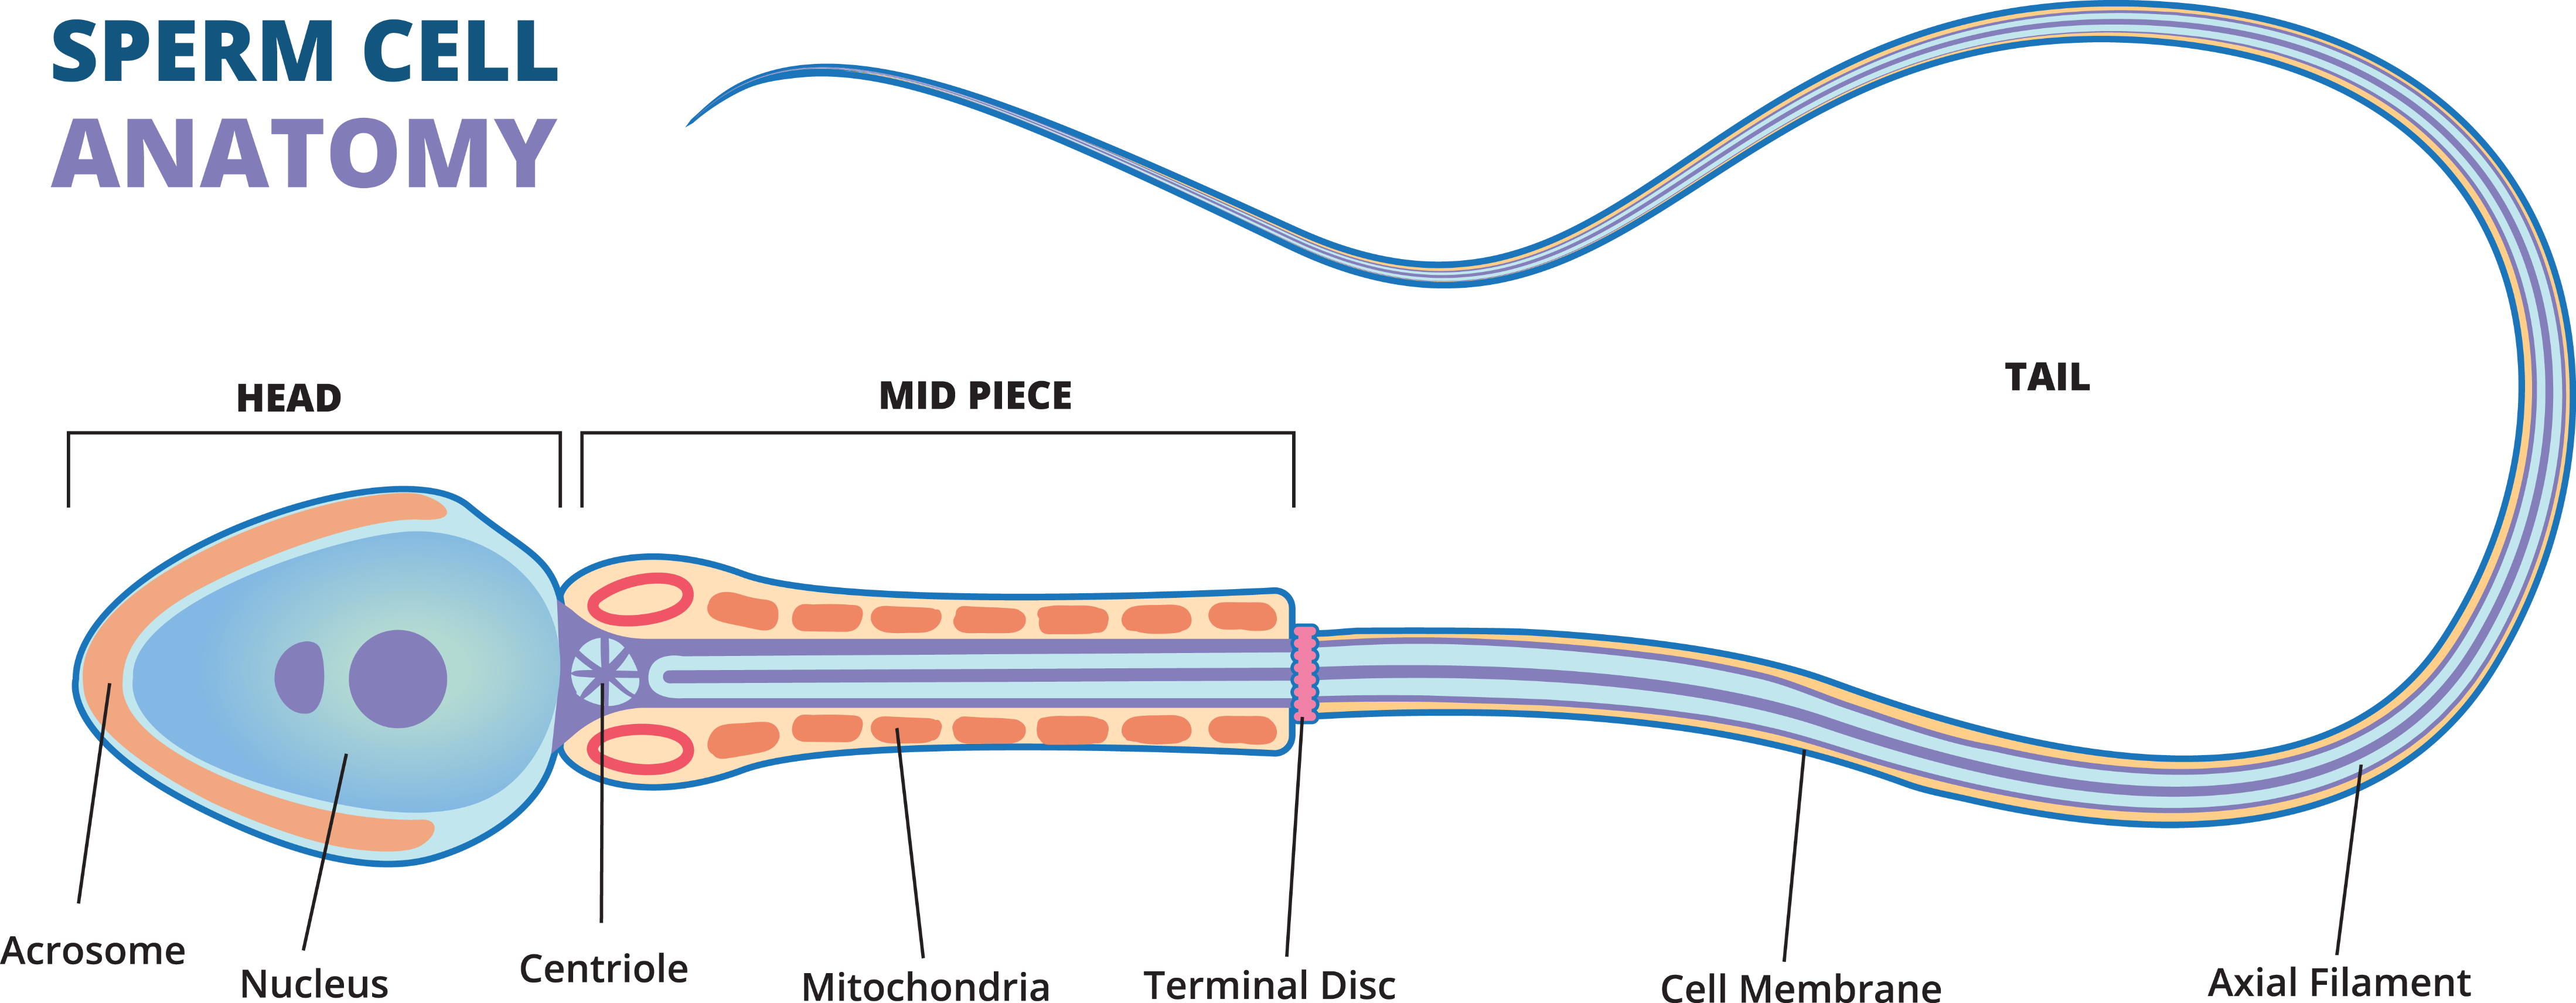 SPERM CELL
ANATOMY
HEAD
MID PIECE
TAIL
Acrosome
Nucleus
Centriole
Mitochondria
Terminal Disc
Cell Membrane
Axial Filament